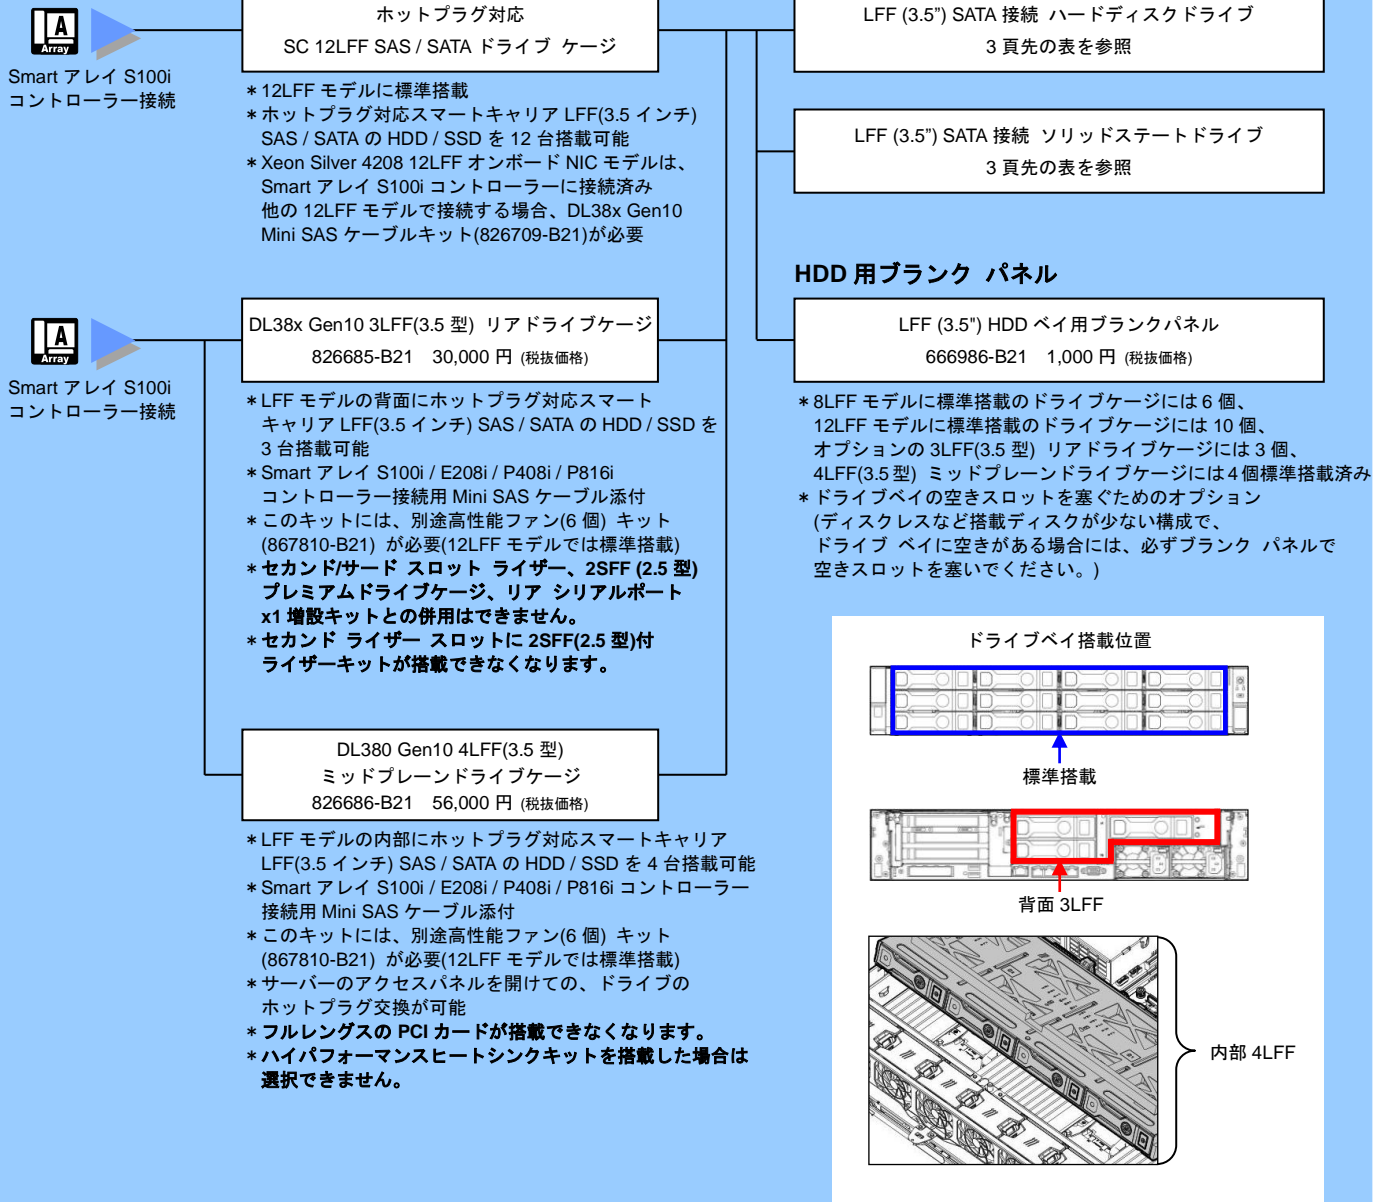 A
Array
Smart アレイ S100i
コントローラー接続
ホットプラグ対応
SC 12LFF SAS / SATA ドライブ ケージ
*12LFF モデルに標準搭載
*ホットプラグ対応スマートキャリア LFF(3.5 インチ)
SAS / SATA の HDD / SSD を 12 台搭載可能
*Xeon Silver 4208 12LFF オンボード NIC モデルは、
Smart アレイ S100i コントローラーに接続済み
他の 12LFF モデルで接続する場合、DL38x Gen10
Mini SAS ケーブルキット(826709-B21)が必要
LFF (3.5”) SATA 接続 ハードディスクドライブ
3 頁先の表を参照
LFF (3.5”) SATA 接続 ソリッドステートドライブ
3 頁先の表を参照
HDD 用ブランク パネル
LFF (3.5") HDD ベイ用ブランクパネル
666986-B21 1,000 円 (税抜価格)
*8LFF モデルに標準搭載のドライブケージには 6 個、
12LFF モデルに標準搭載のドライブケージには 10 個、
オプションの 3LFF(3.5 型) リアドライブケージには 3 個、
4LFF(3.5 型) ミッドプレーンドライブケージには 4 個標準搭載済み
*ドライブベイの空きスロットを塞ぐためのオプション
(ディスクレスなど搭載ディスクが少ない構成で、
ドライブ ベイに空きがある場合には、必ずブランク パネルで
空きスロットを塞いでください。)
A
Array
Smart アレイ S100i
コントローラー接続
DL38x Gen10 3LFF(3.5 型) リアドライブケージ
826685-B21 30,000 円 (税抜価格)
*LFF モデルの背面にホットプラグ対応スマート
キャリア LFF(3.5 インチ) SAS / SATA の HDD / SSD を
3 台搭載可能
*Smart アレイ S100i / E208i / P408i / P816i
コントローラー接続用 Mini SAS ケーブル添付
*このキットには、別途高性能ファン(6 個) キット
(867810-B21) が必要(12LFF モデルでは標準搭載)
*セカンド/サード スロット ライザー、2SFF (2.5 型)
プレミアムドライブケージ、リア シリアルポート
x1 増設キットとの併用はできません。
*セカンド ライザー スロットに 2SFF(2.5 型)付
ライザーキットが搭載できなくなります。
DL380 Gen10 4LFF(3.5 型)
ミッドプレーンドライブケージ
826686-B21 56,000 円 (税抜価格)
*LFF モデルの内部にホットプラグ対応スマートキャリア
LFF(3.5 インチ) SAS / SATA の HDD / SSD を 4 台搭載可能
*Smart アレイ S100i / E208i / P408i / P816i コントローラー
接続用 Mini SAS ケーブル添付
*このキットには、別途高性能ファン(6 個) キット
(867810-B21) が必要(12LFF モデルでは標準搭載)
*サーバーのアクセスパネルを開けての、ドライブの
ホットプラグ交換が可能
*フルレングスの PCI カードが搭載できなくなります。
*ハイパフォーマンスヒートシンクキットを搭載した場合は
選択できません。
ドライブベイ搭載位置
標準搭載
背面 3LFF
内部 4LFF